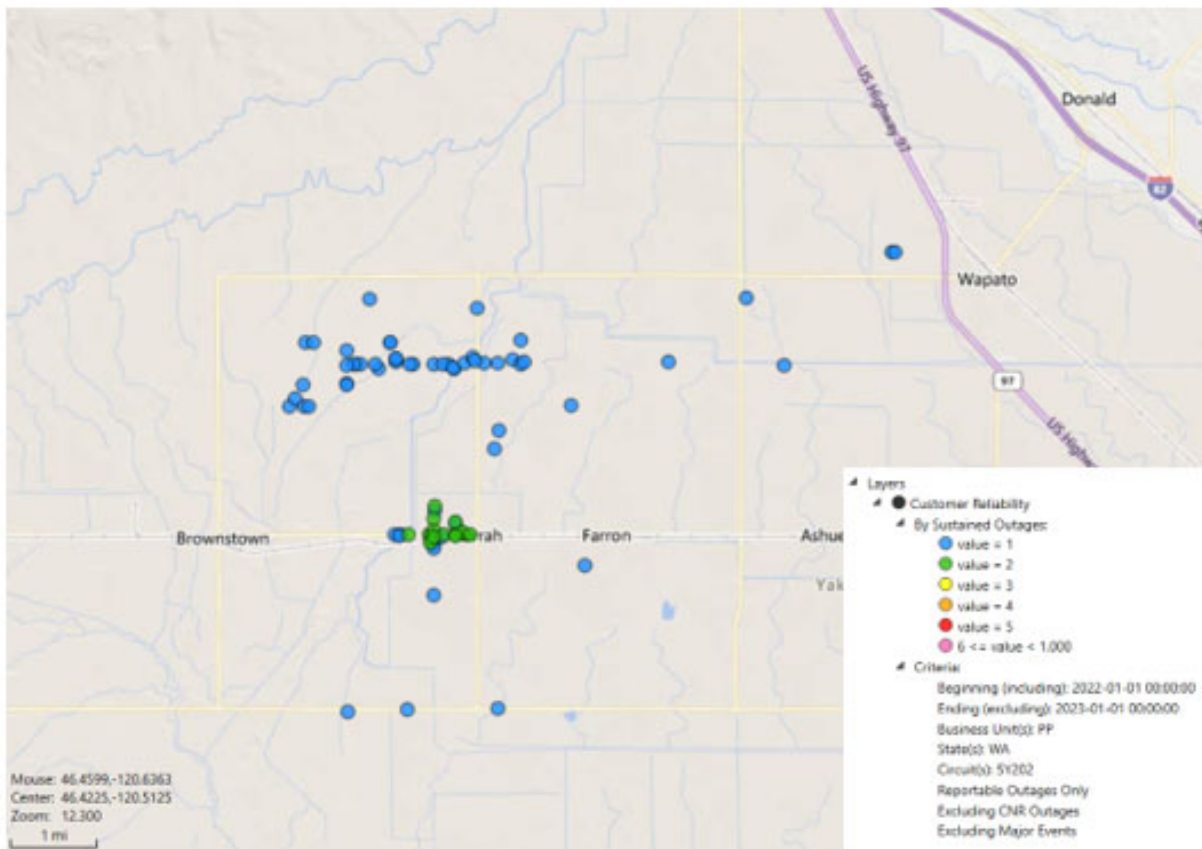 US Highway 97
Donald
82
Wapato
97
US Highw
Brownstown
rah
Farron
Ashue
Yak
Layers
Customer Reliability
By Sustained Outages:
value = 1
value = 2
value = 3
value = 4
value = 5
6 <= value < 1.000
Criteria:
Beginning (including): 2022-01-01 00:00:00
Ending (excluding): 2023-01-01 00:00:00
Business Unit(s): PP
State(s): WA
Circuit(s): 5Y202
Reportable Outages Only
Excluding CNR Outages
Excluding Major Events
Mouse: 46.4599,-120.6363
Center: 46.4225,-120.5125
Zoom: 12.300
1 mi